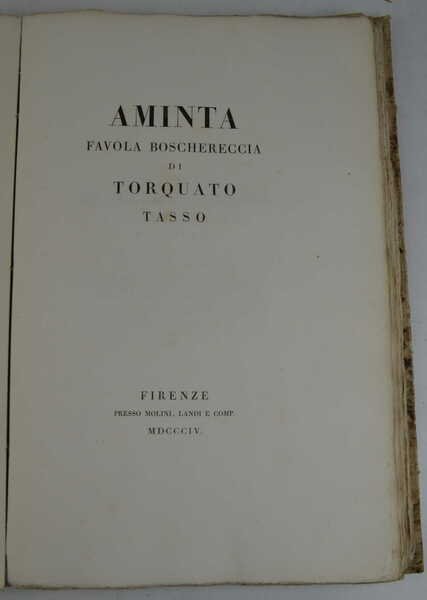 AMINTA
FAVOLA BOSCHERECCIA
DI
TORQUATO
TASSO
FIRENZE
PRESSO MOLINI, LANDI E COMP.
MDCCCIV.